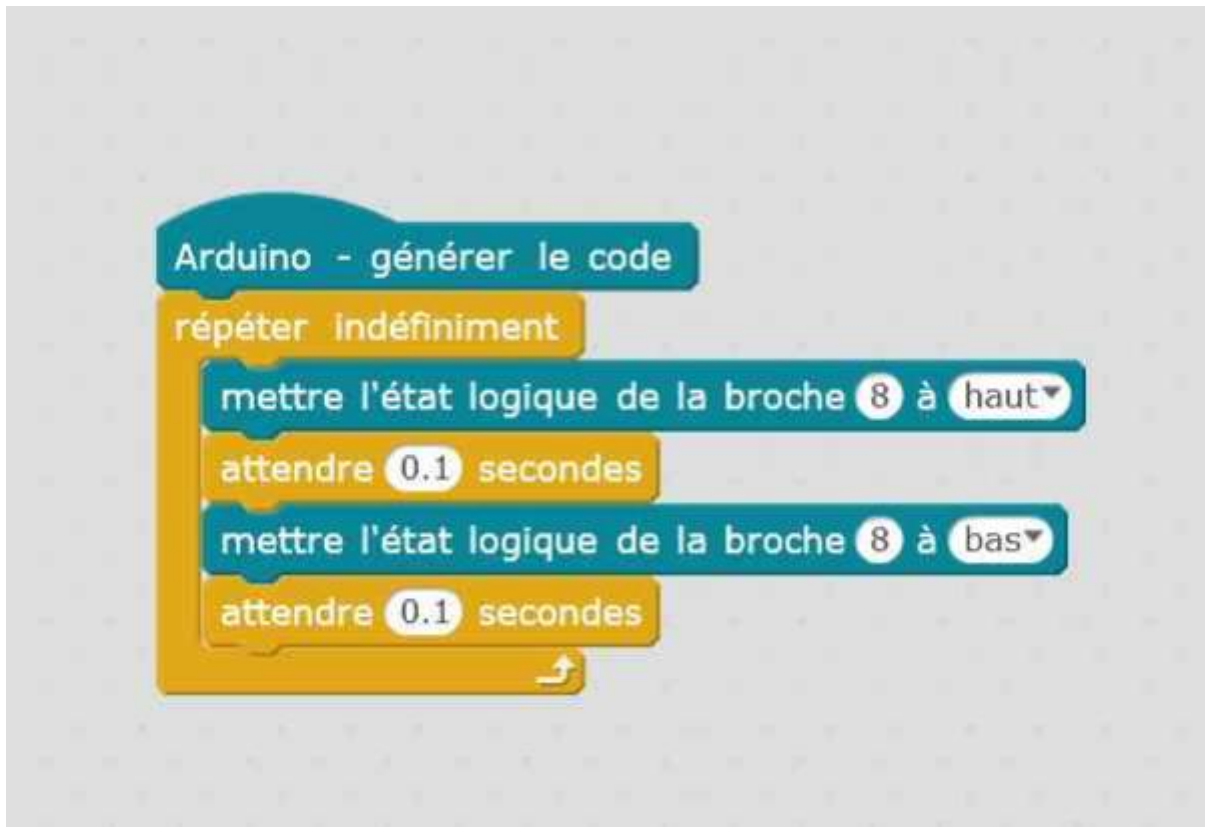 Arduino - générer le code
répéter indéfiniment
mettre l'état logique de la broche 8 à haut
attendre 0.1 secondes
mettre l'état logique de la broche 8 à bas
attendre 0.1 secondes